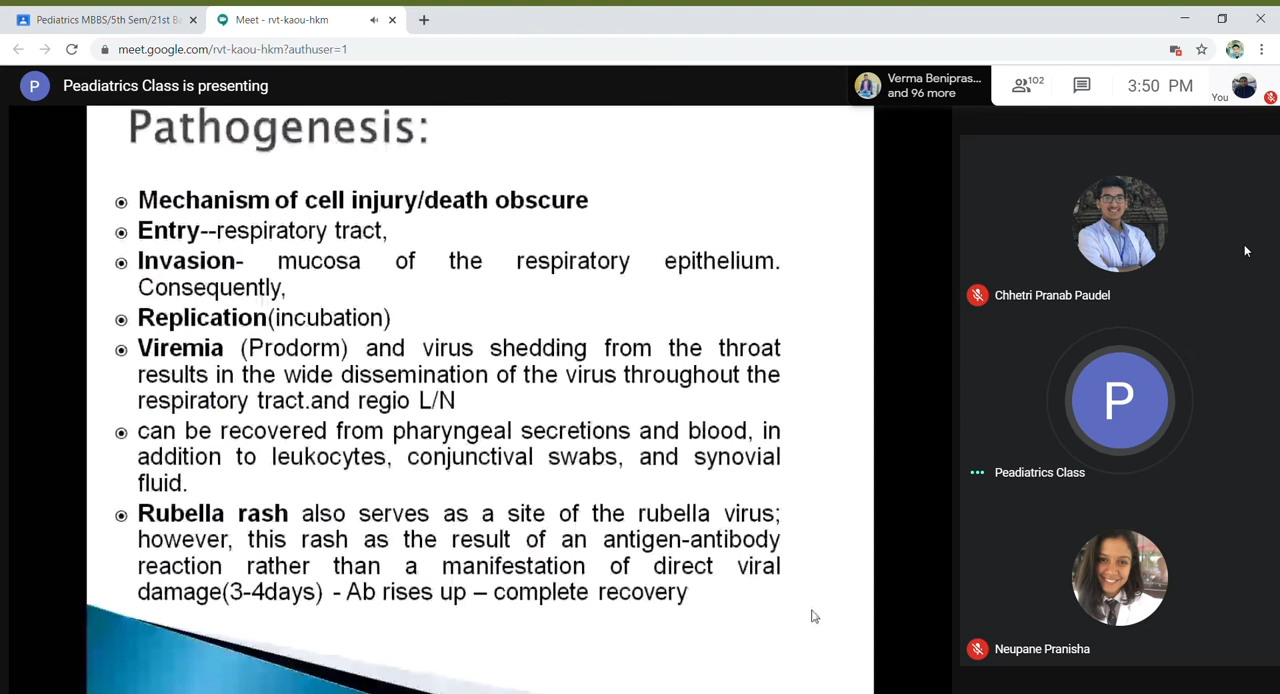 Pediatrics MBBS/5th Sem/21st Ba
Meet - rvt-kaou-hkm
meet.google.com/rvt-kaou-hkm?authuser=1
P
Peadiatrics Class is presenting
Verma Benipras...
and 96 more
102
3:50 PM
You
Pathogenesis:
Mechanism of cell injury/death obscure
Entry--respiratory tract,
Invasion- mucosa of the respiratory epithelium.
Consequently,
Replication(incubation)
Viremia (Prodorm) and virus shedding from the throat
results in the wide dissemination of the virus throughout the
respiratory tract.and regio L/N
can be recovered from pharyngeal secretions and blood, in
addition to leukocytes, conjunctival swabs, and synovial
fluid.
Rubella rash also serves as a site of the rubella virus;
however, this rash as the result of an antigen-antibody
reaction rather than a manifestation of direct viral
damage(3-4days) - Ab rises up – complete recovery
Chhetri Pranab Paudel
P
Peadiatrics Class
Neupane Pranisha